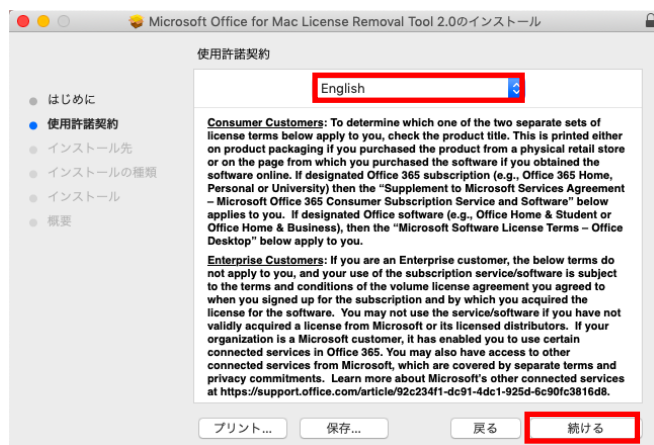 Microsoft Office for Mac License Removal Tool 2.0のインストール
使用許諾契約
English
はじめに
使用許諾契約
インストール先
インストールの種類
インストール
概要
Consumer Customers: To determine which one of the two separate sets of
license terms below apply to you, check the product title. This is printed either
on product packaging if you purchased the product from a physical retail store
or on the page from which you purchased the software if you obtained the
software online. If designated Office 365 subscription (e.g., Office 365 Home,
Personal or University) then the “Supplement to Microsoft Services Agreement
– Microsoft Office 365 Consumer Subscription Service and Software” below
applies to you. If designated Office software (e.g., Office Home & Student or
Office Home & Business), then the “Microsoft Software License Terms – Office
Desktop” below apply to you.
Enterprise Customers: If you are an Enterprise customer, the below terms do
not apply to you, and your use of the subscription service/software is subject
to the terms and conditions of the volume license agreement you agreed to
when you signed up for the subscription and by which you acquired the
license for the software. You may not use the service/software if you have not
validly acquired a license from Microsoft or its licensed distributors. If your
organization is a Microsoft customer, it has enabled you to use certain
connected services in Office 365. You may also have access to other
connected services from Microsoft, which are covered by separate terms and
privacy commitments. Learn more about Microsoft's other connected services
at https://support.office.com/article/92c234f1-dc91-4dc1-925d-6c90fc3816d8.
プリント...
保存...
戻る
続ける